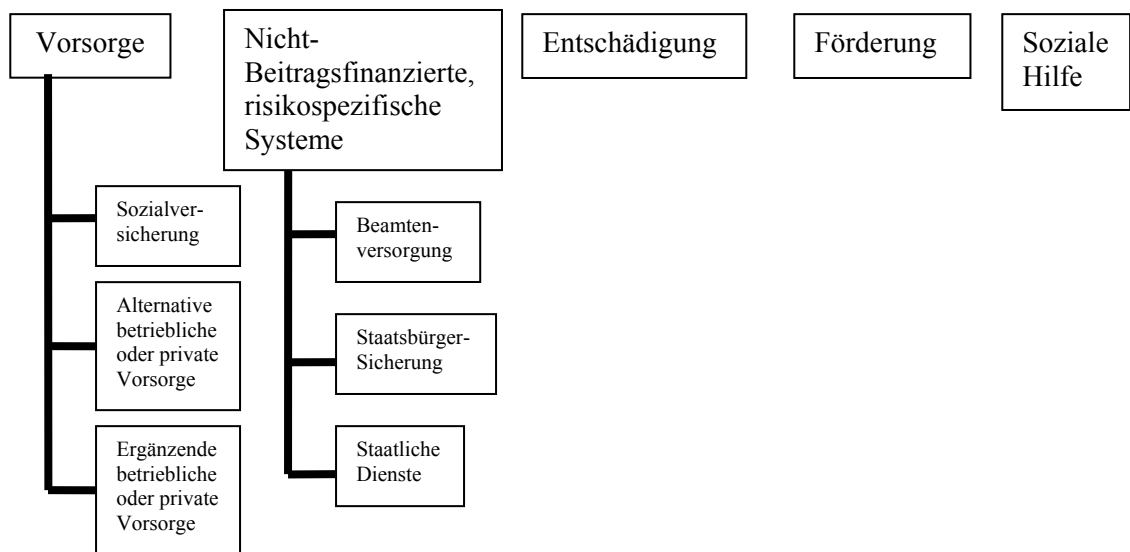 Vorsorge
Nicht-
Beitragsfinanzierte,
risikospezifische
Systeme
Entschädigung
Förderung
Soziale
Hilfe
Sozialver-
sicherung
Alternative
betriebliche
oder private
Vorsorge
Ergänzende
betriebliche
oder private
Vorsorge
Beamten-
versorgung
Staatsbürger-
Sicherung
Staatliche
Dienste